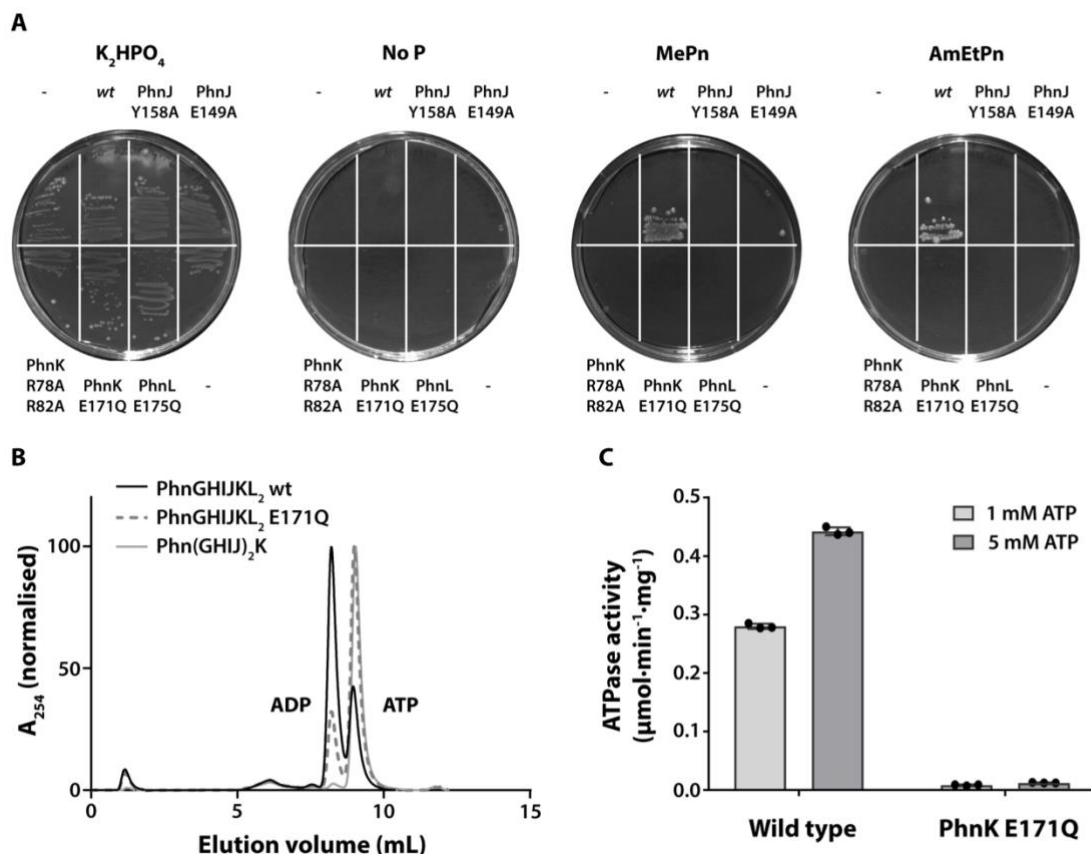 A
K₂HPO₄ No P MePn AmEtPn
- wt PhnJ PhnJ - wt PhnJ PhnJ - wt PhnJ PhnJ - wt PhnJ PhnJ
Y158A E149A Y158A E149A Y158A E149A Y158A E149A
PhnK PhnK PhnK PhnK
R78A PhnK PhnL - R78A PhnK PhnL - R78A PhnK PhnL - R78A PhnK PhnL -
R82A E171Q E175Q R82A E171Q E175Q R82A E171Q E175Q R82A E171Q E175Q
B
PhnGHIJKL₂ wt
PhnGHIJKL₂ E171Q
Phn(GHIJ)₂K
A₂₅₄ (normalised)
100
50
0
ADP ATP
0 5 10 15
Elution volume (mL)
C
1 mM ATP
5 mM ATP
ATPase activity
(μmol·min⁻¹·mg⁻¹)
0.5
0.4
0.3
0.2
0.1
0.0
Wild type PhnK E171Q